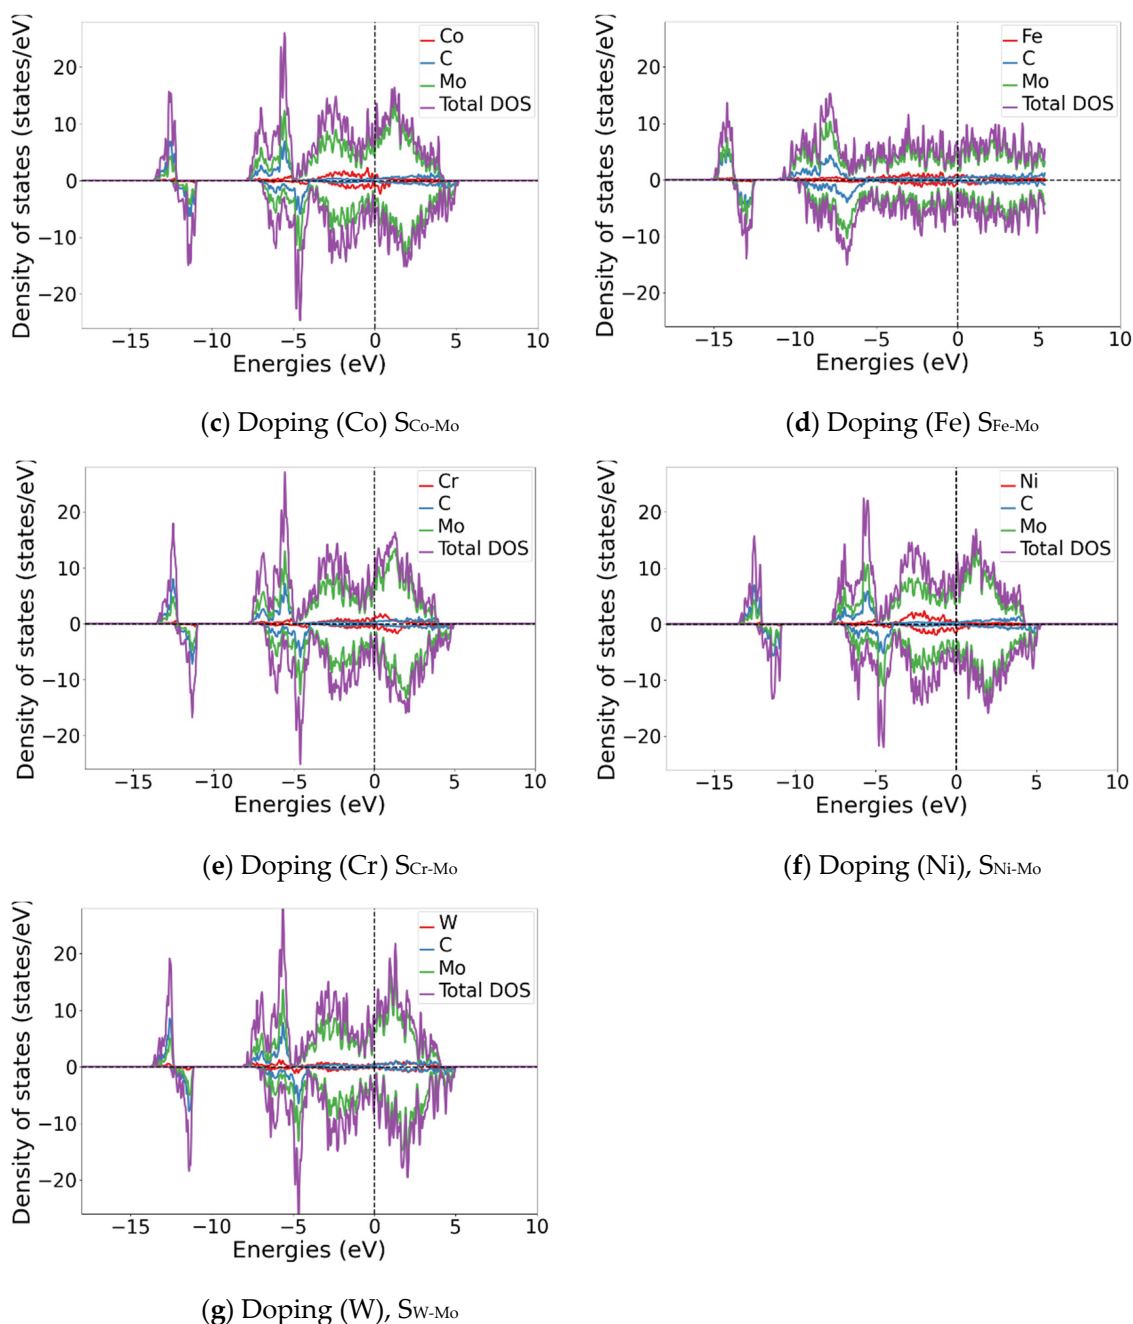 Density of states (states/eV)
20
10
0
−10
−20
Co
C
Mo
Total DOS
−15 −10 −5 0 5 10
Energies (eV)
(c) Doping (Co) SCo-Mo
Density of states (states/eV)
20
10
0
−10
−20
Fe
C
Mo
Total DOS
−15 −10 −5 0 5 10
Energies (eV)
(d) Doping (Fe) SFe-Mo
Density of states (states/eV)
20
10
0
−10
−20
Cr
C
Mo
Total DOS
−15 −10 −5 0 5 10
Energies (eV)
(e) Doping (Cr) SCr-Mo
Density of states (states/eV)
20
10
0
−10
−20
Ni
C
Mo
Total DOS
−15 −10 −5 0 5 10
Energies (eV)
(f) Doping (Ni), SNi-Mo
Density of states (states/eV)
20
10
0
−10
−20
W
C
Mo
Total DOS
−15 −10 −5 0 5 10
Energies (eV)
(g) Doping (W), SW-Mo